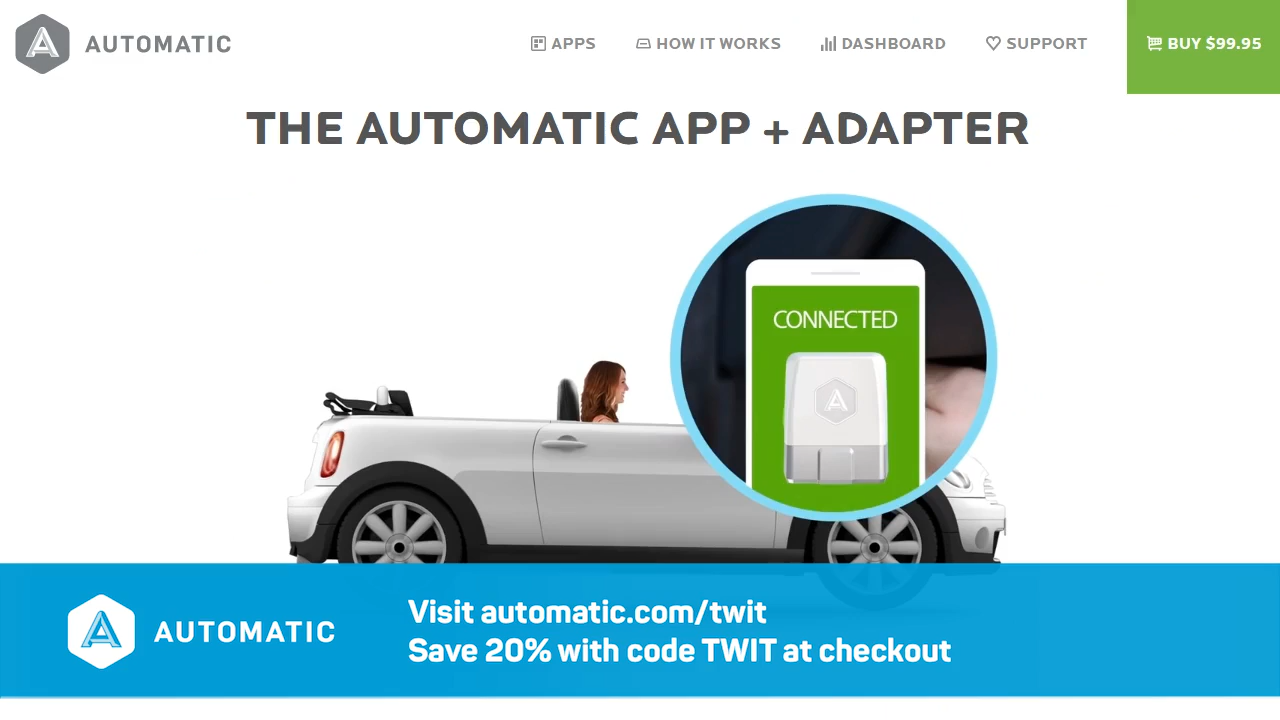 AUTOMATIC
APPS
HOW IT WORKS
DASHBOARD
SUPPORT
BUY $99.95
THE AUTOMATIC APP + ADAPTER
CONNECTED
AUTOMATIC
Visit automatic.com/twit
Save 20% with code TWIT at checkout